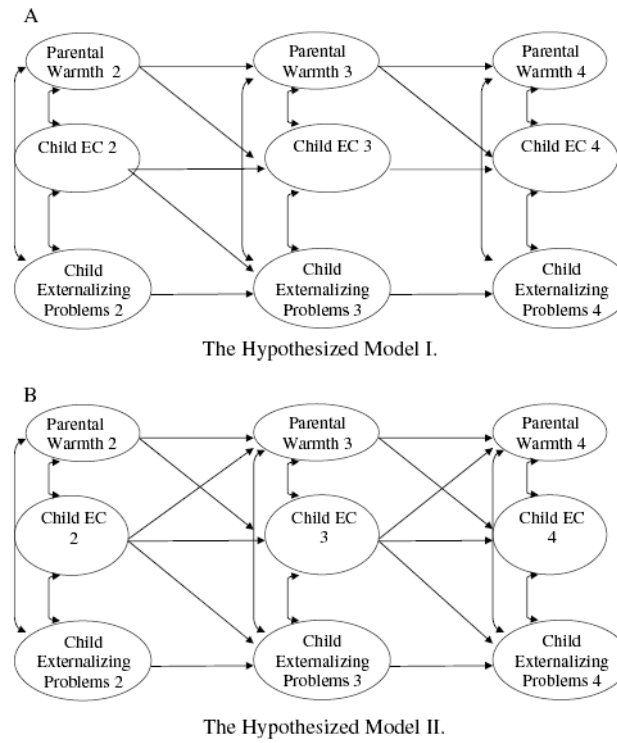 A
Parental
Warmth 2
Parental
Warmth 3
Parental
Warmth 4
Child EC 2
Child EC 3
Child EC 4
Child
Externalizing
Problems 2
Child
Externalizing
Problems 3
Child
Externalizing
Problems 4
The Hypothesized Model I.
B
Parental
Warmth 2
Parental
Warmth 3
Parental
Warmth 4
Child EC
2
Child EC
3
Child EC
4
Child
Externalizing
Problems 2
Child
Externalizing
Problems 3
Child
Externalizing
Problems 4
The Hypothesized Model II.